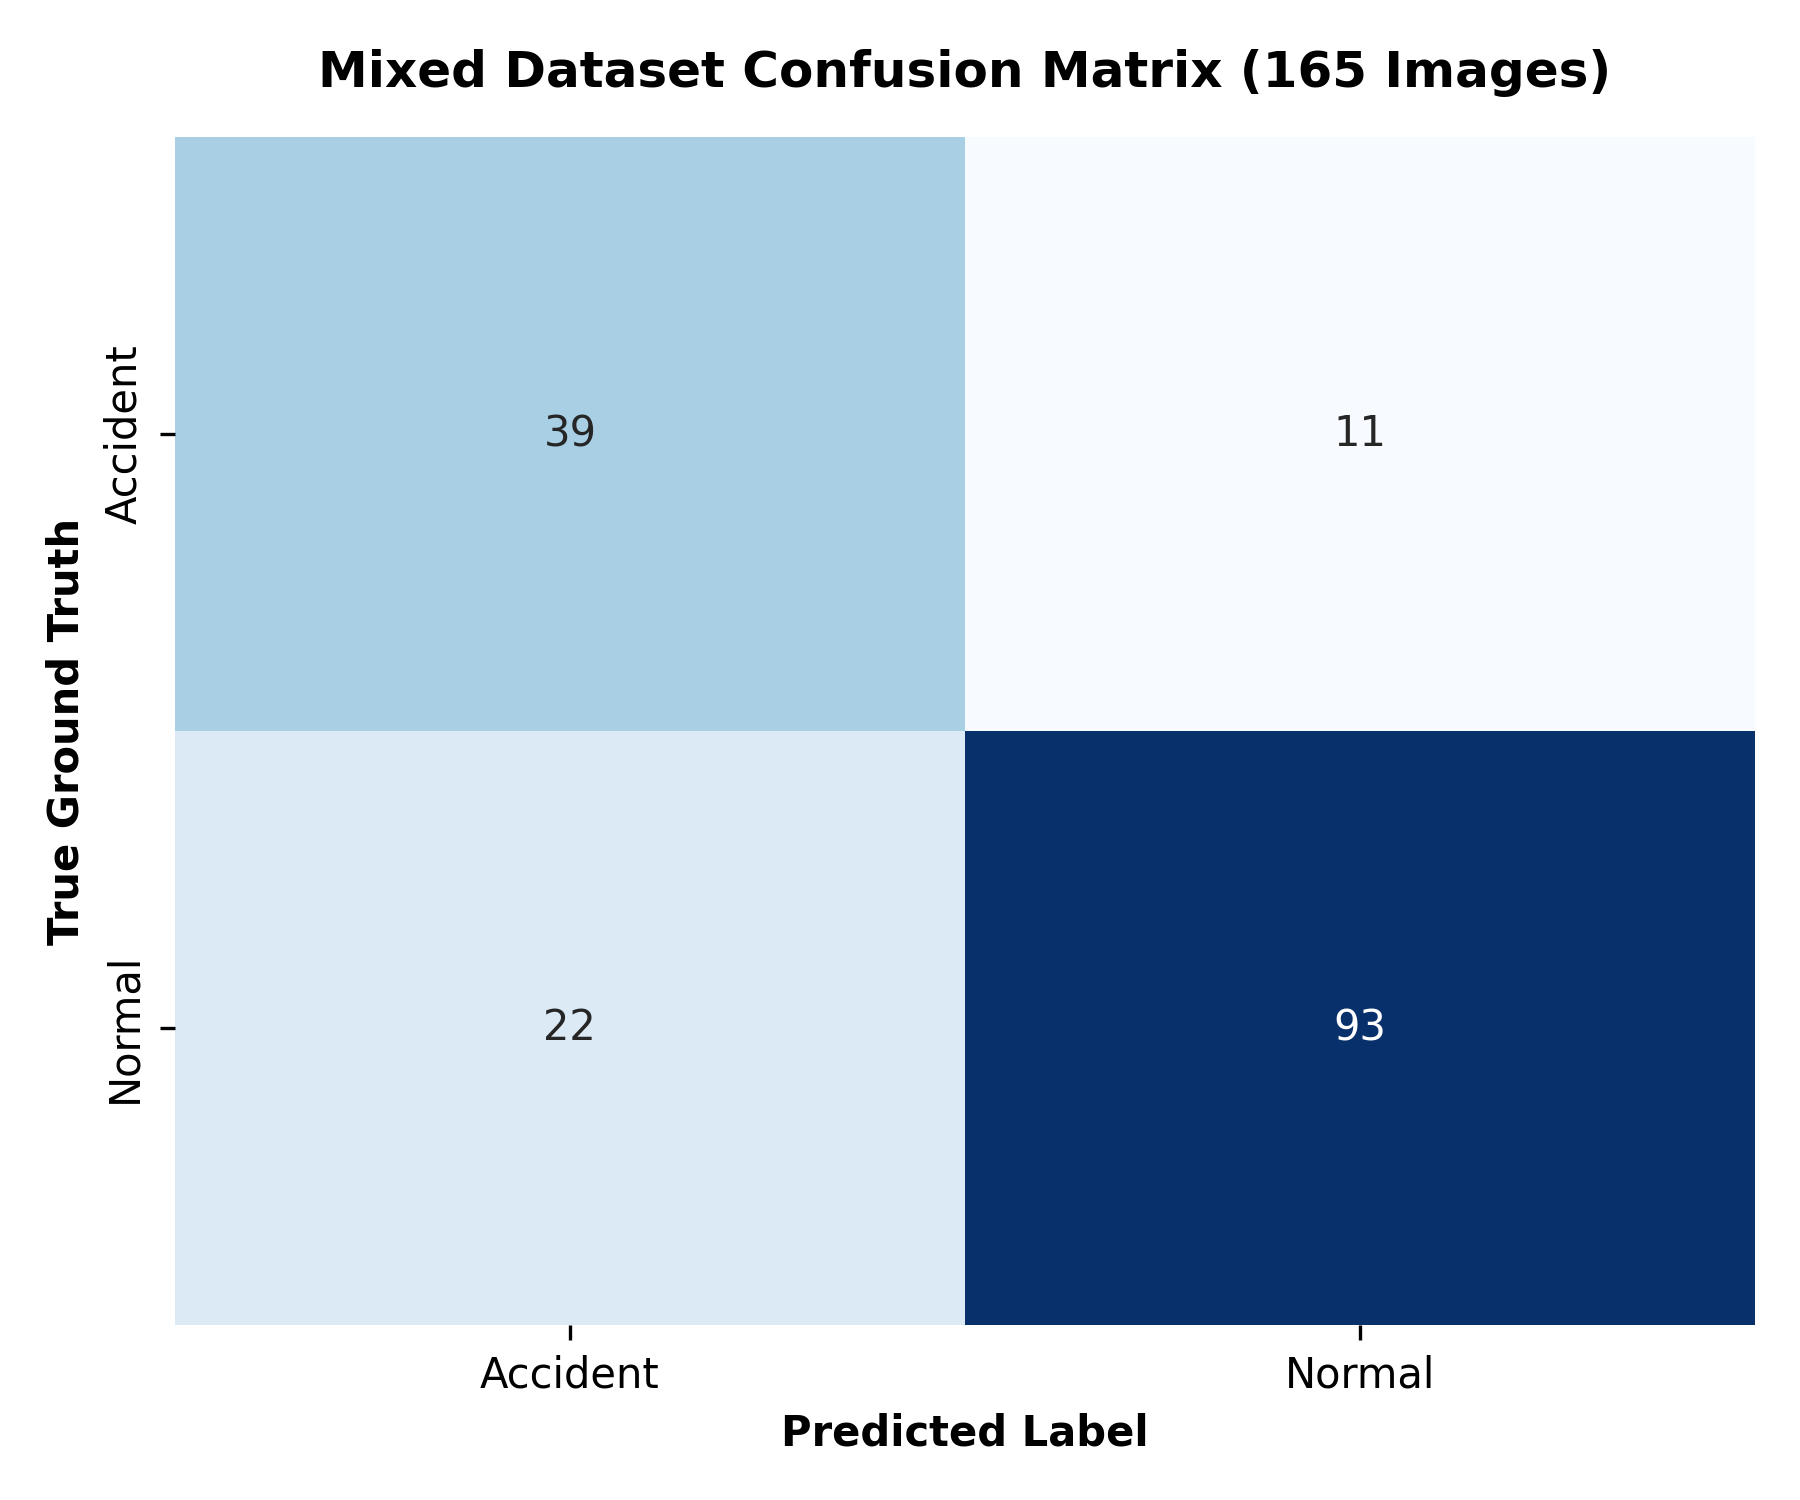 Mixed Dataset Confusion Matrix (165 Images)
True Ground Truth
Accident
39
11
Normal
22
93
Accident
Normal
Predicted Label